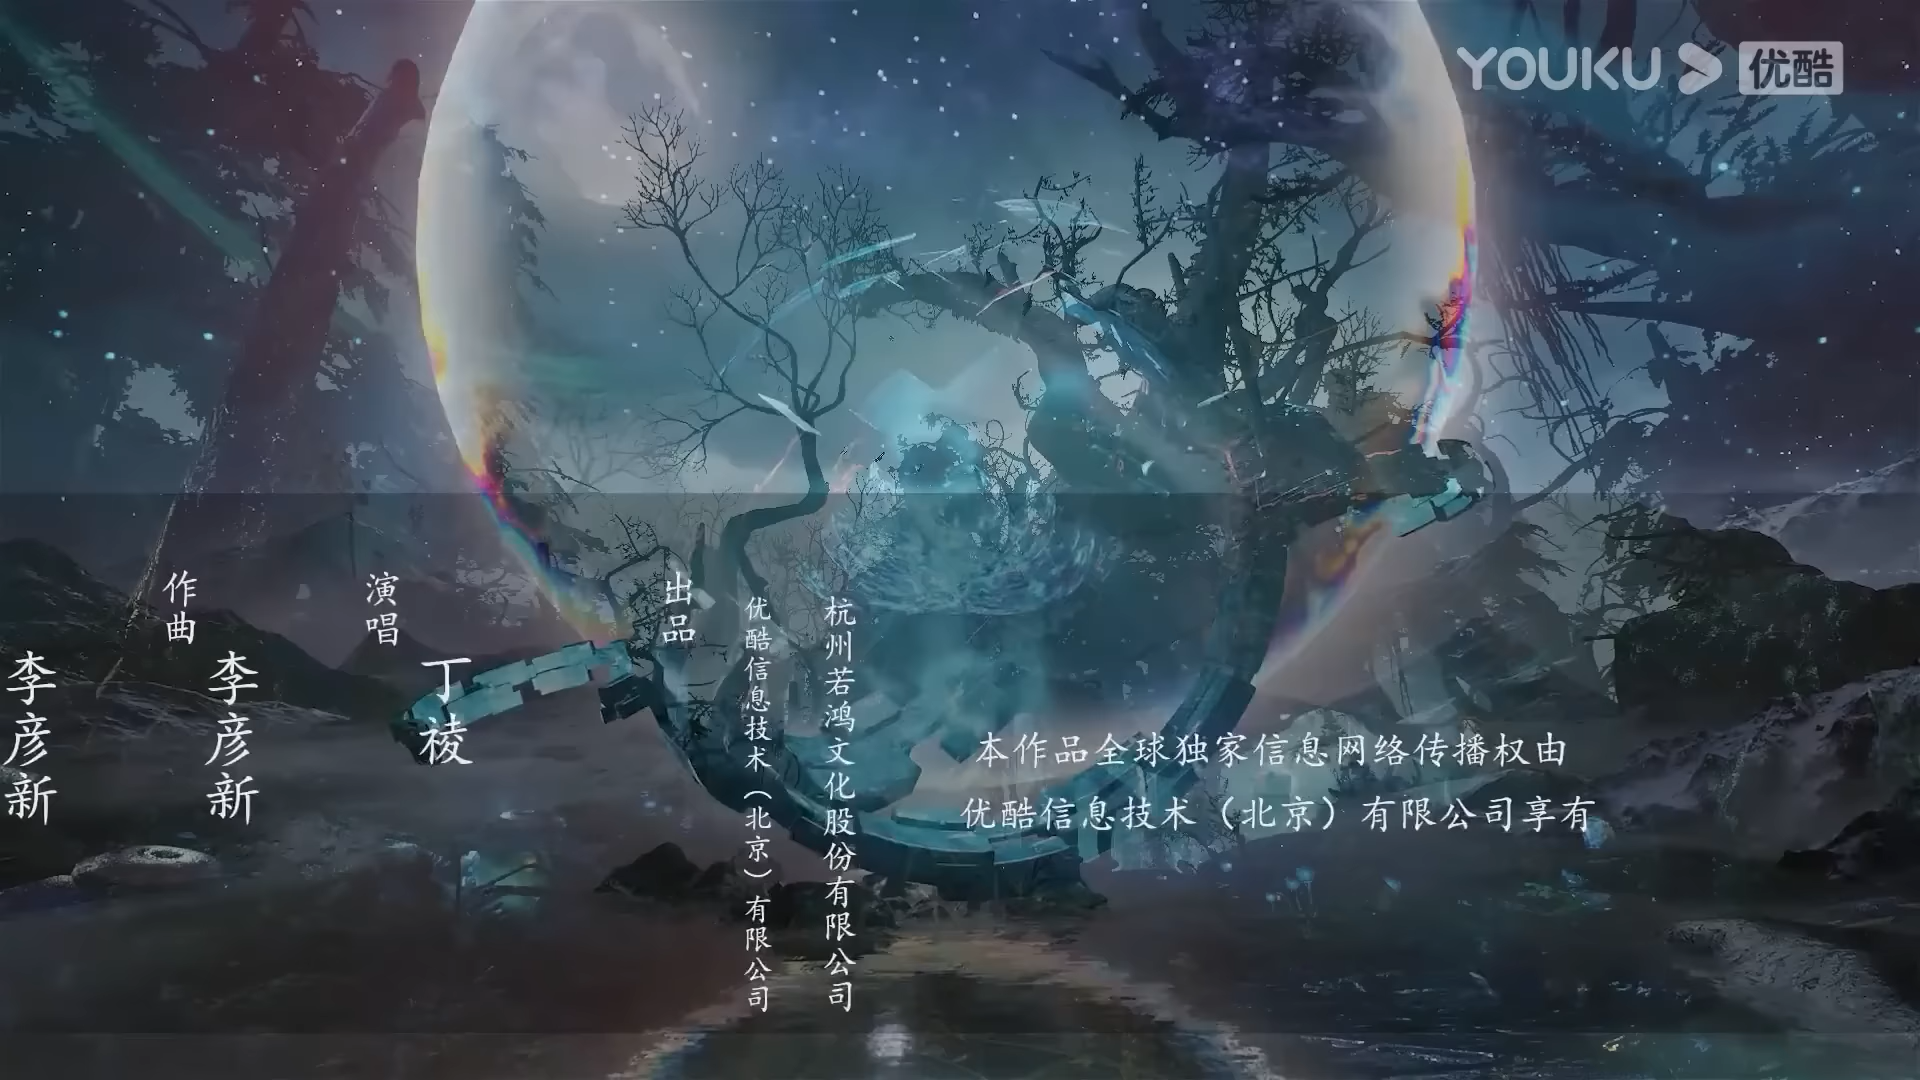 YOUKU 优酷
李彦新
作曲
李彦新
演唱
丁祾
出品
优酷信息技术（北京）有限公司
杭州若鸿文化股份有限公司
本作品全球独家信息网络传播权由
优酷信息技术（北京）有限公司享有